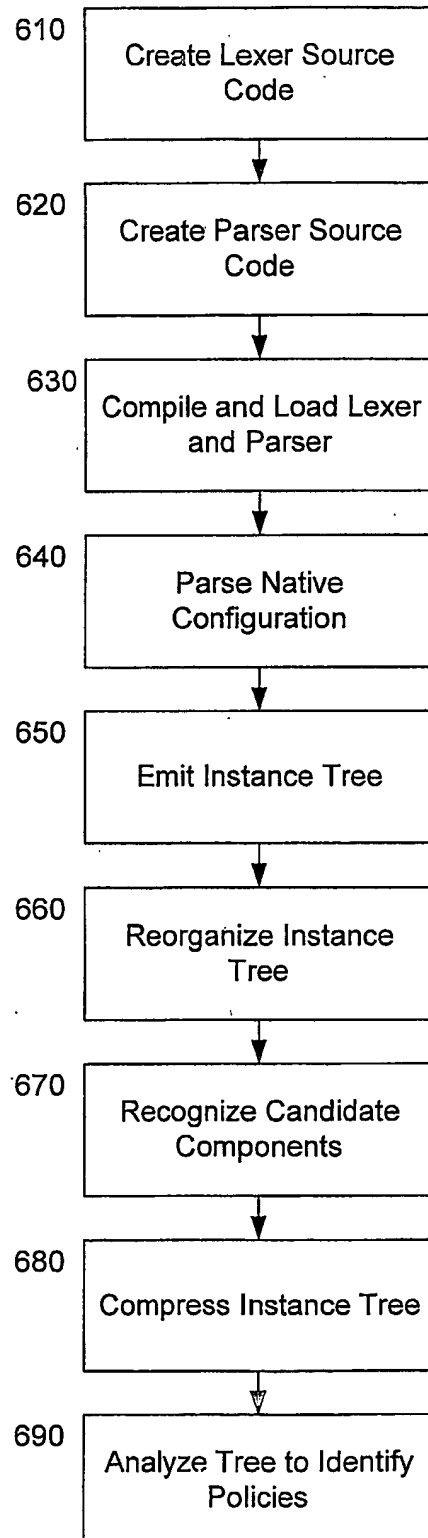 610
Create Lexer Source
Code
620
Create Parser Source
Code
630
Compile and Load Lexer
and Parser
640
Parse Native
Configuration
650
Emit Instance Tree
660
Reorganize Instance
Tree
670
Recognize Candidate
Components
680
Compress Instance Tree
690
Analyze Tree to Identify
Policies